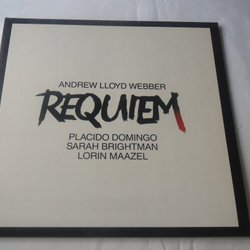 ANDREW LLOYD WEBBER
REQUIEM
PLACIDO DOMINGO
SARAH BRIGHTMAN
LORIN MAAZEL